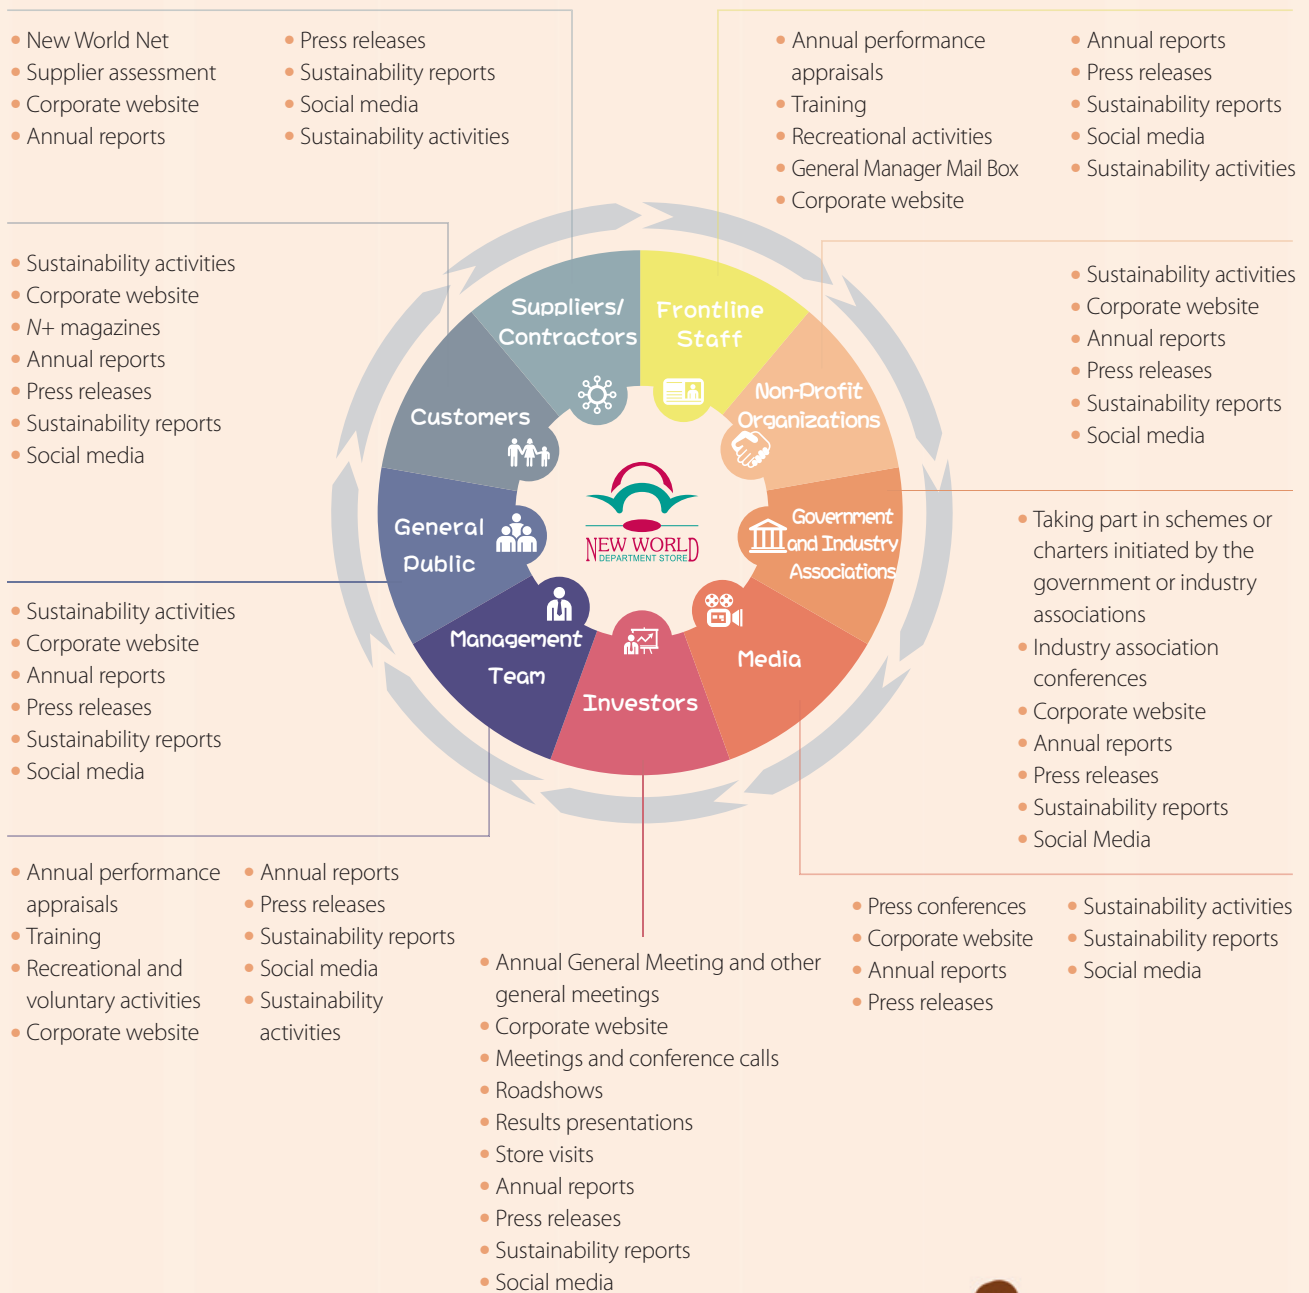 • New World Net
• Supplier assessment
• Corporate website
• Annual reports
• Press releases
• Sustainability reports
• Social media
• Sustainability activities
• Annual performance
appraisals
• Training
• Recreational activities
• General Manager Mail Box
• Corporate website
• Annual reports
• Press releases
• Sustainability reports
• Social media
• Sustainability activities
• Sustainability activities
• Corporate website
• N+ magazines
• Annual reports
• Press releases
• Sustainability reports
• Social media
• Sustainability activities
• Corporate website
• Annual reports
• Press releases
• Sustainability reports
• Social media
Suppliers/
Contractors
Frontline
Staff
Customers
Non-Profit
Organizations
General
Public
Government
and Industry
Associations
Management
Team
Investors
Media
NEW WORLD
DEPARTMENT STORE
• Sustainability activities
• Corporate website
• Annual reports
• Press releases
• Sustainability reports
• Social media
• Taking part in schemes or
charters initiated by the
government or industry
associations
• Industry association
conferences
• Corporate website
• Annual reports
• Press releases
• Sustainability reports
• Social Media
• Annual performance
appraisals
• Training
• Recreational and
voluntary activities
• Corporate website
• Annual reports
• Press releases
• Sustainability reports
• Social media
• Sustainability
activities
• Annual General Meeting and other
general meetings
• Corporate website
• Meetings and conference calls
• Roadshows
• Results presentations
• Store visits
• Annual reports
• Press releases
• Sustainability reports
• Social media
• Press conferences
• Corporate website
• Annual reports
• Press releases
• Sustainability activities
• Sustainability reports
• Social media